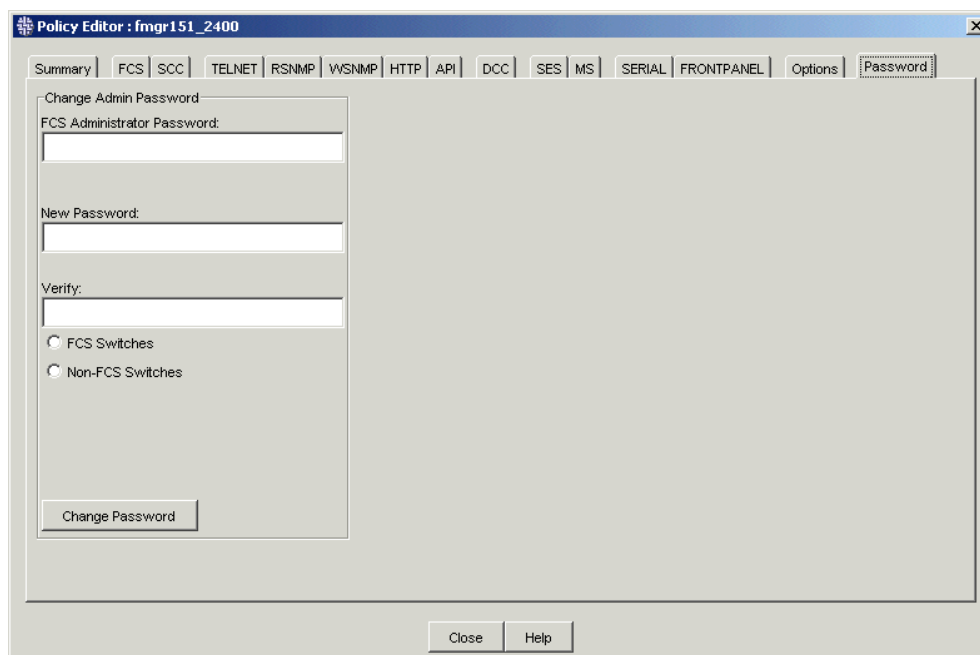 Policy Editor : fmgr151_2400
Summary FCS SCC TELNET RSNMP WSNMP HTTP API DCC SES MS SERIAL FRONTPANEL Options Password
Change Admin Password
FCS Administrator Password:
New Password:
Verify:
FCS Switches
Non-FCS Switches
Change Password
Close Help